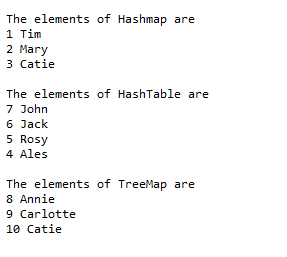 The elements of Hashmap are
1 Tim
2 Mary
3 Catie
The elements of HashTable are
7 John
6 Jack
5 Rosy
4 Ales
The elements of TreeMap are
8 Annie
9 Carlotte
10 Catie